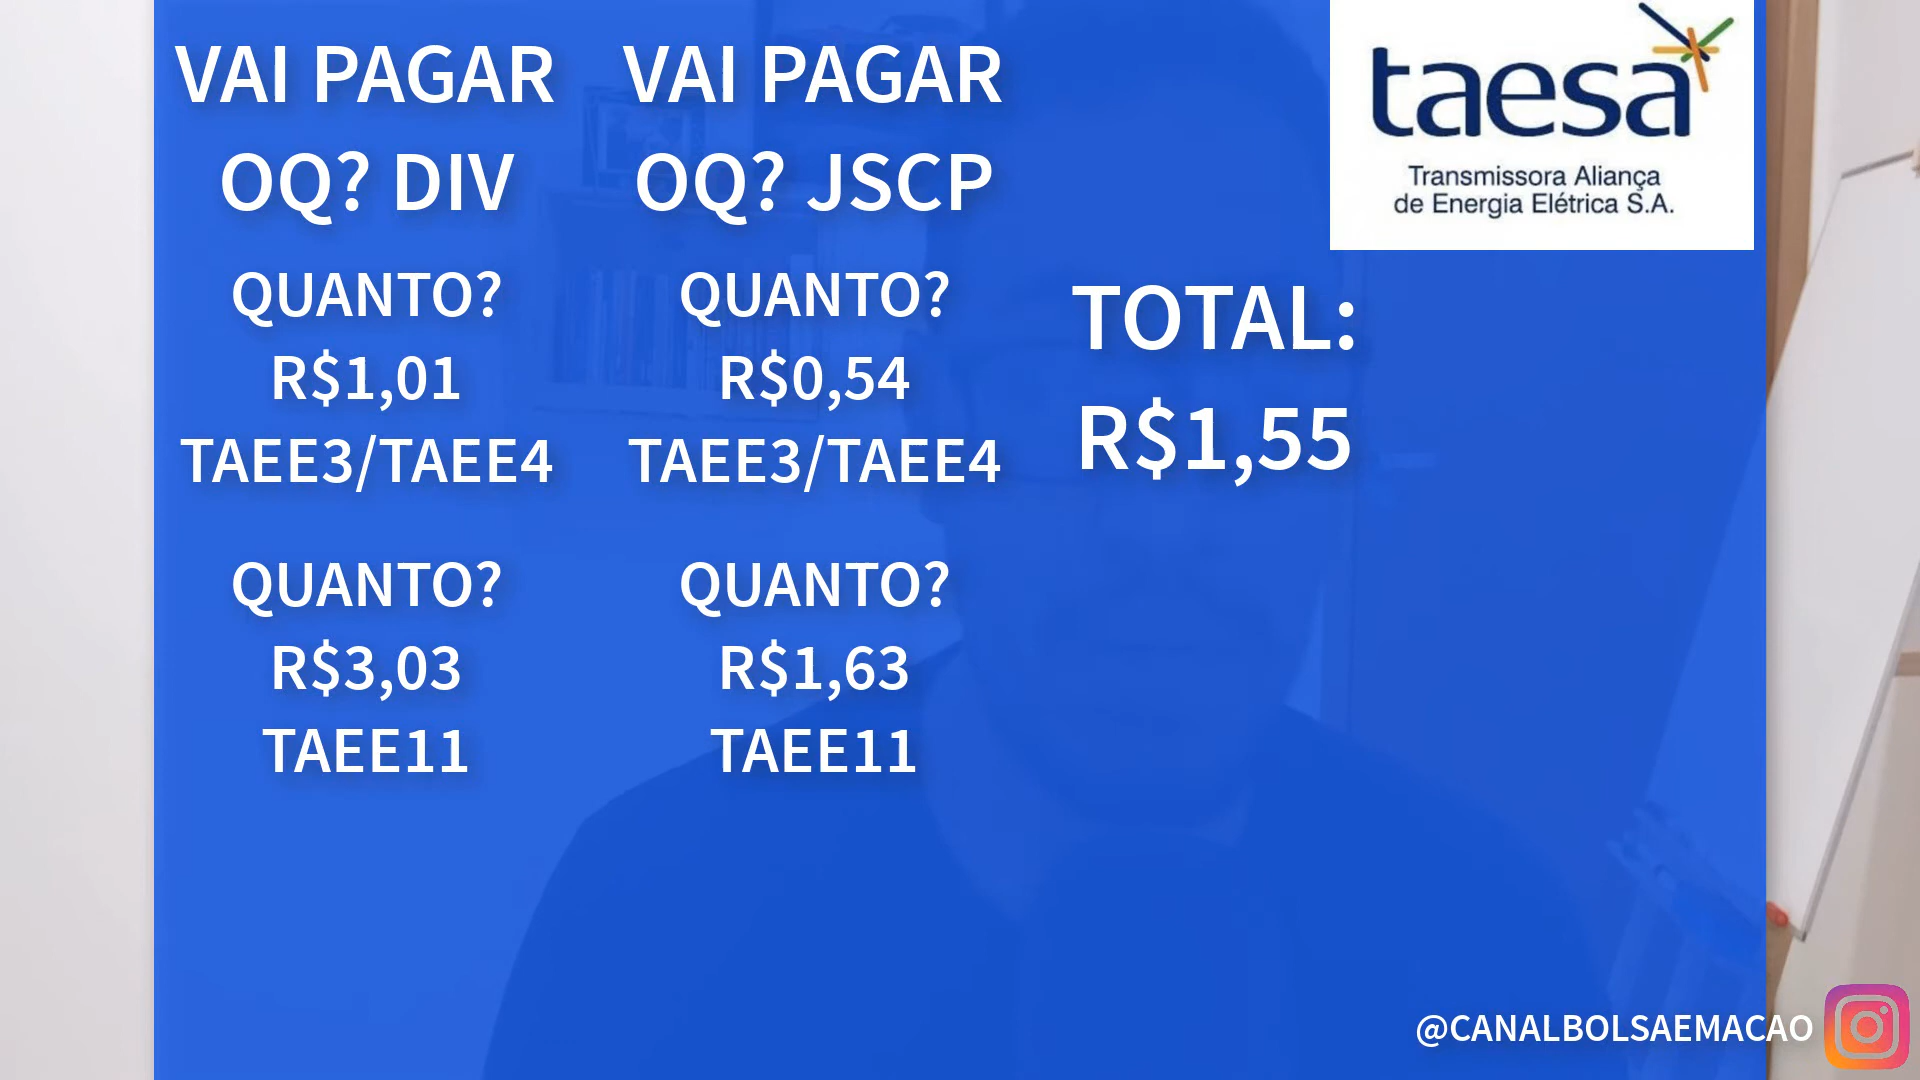 VAI PAGAR
OQ? DIV
QUANTO?
R$1,01
TAEE3/TAEE4
QUANTO?
R$3,03
TAEE11
VAI PAGAR
OQ? JSCP
QUANTO?
R$0,54
TAEE3/TAEE4
QUANTO?
R$1,63
TAEE11
TOTAL:
R$1,55
taesa
Transmissora Aliança
de Energia Elétrica S.A.
@CANALBOLSAEMACAO